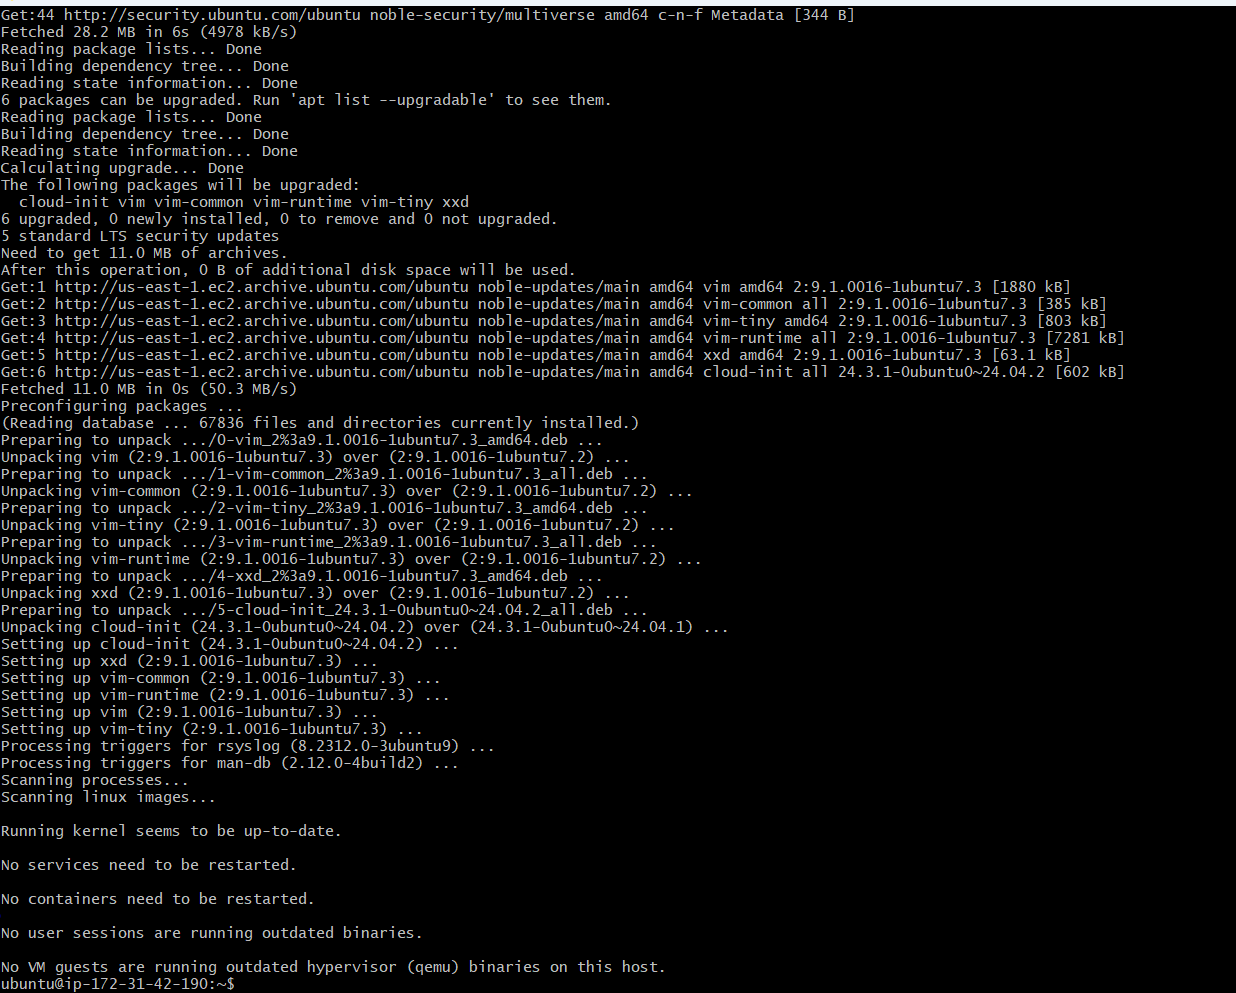 Get:44 http://security.ubuntu.com/ubuntu noble-security/multiverse amd64 c-n-f Metadata [344 B]
Fetched 28.2 MB in 6s (4978 kB/s)
Reading package lists... Done
Building dependency tree... Done
Reading state information... Done
6 packages can be upgraded. Run 'apt list --upgradable' to see them.
Reading package lists... Done
Building dependency tree... Done
Reading state information... Done
Calculating upgrade... Done
The following packages will be upgraded:
  cloud-init vim vim-common vim-runtime vim-tiny xxd
6 upgraded, 0 newly installed, 0 to remove and 0 not upgraded.
5 standard LTS security updates
Need to get 11.0 MB of archives.
After this operation, 0 B of additional disk space will be used.
Get:1 http://us-east-1.ec2.archive.ubuntu.com/ubuntu noble-updates/main amd64 vim amd64 2:9.1.0016-1ubuntu7.3 [1880 kB]
Get:2 http://us-east-1.ec2.archive.ubuntu.com/ubuntu noble-updates/main amd64 vim-common all 2:9.1.0016-1ubuntu7.3 [385 kB]
Get:3 http://us-east-1.ec2.archive.ubuntu.com/ubuntu noble-updates/main amd64 vim-tiny amd64 2:9.1.0016-1ubuntu7.3 [803 kB]
Get:4 http://us-east-1.ec2.archive.ubuntu.com/ubuntu noble-updates/main amd64 vim-runtime all 2:9.1.0016-1ubuntu7.3 [7281 kB]
Get:5 http://us-east-1.ec2.archive.ubuntu.com/ubuntu noble-updates/main amd64 xxd amd64 2:9.1.0016-1ubuntu7.3 [63.1 kB]
Get:6 http://us-east-1.ec2.archive.ubuntu.com/ubuntu noble-updates/main amd64 cloud-init all 24.3.1-0ubuntu0~24.04.2 [602 kB]
Fetched 11.0 MB in 0s (50.3 MB/s)
Preconfiguring packages ...
(Reading database ... 67836 files and directories currently installed.)
Preparing to unpack .../0-vim_2%3a9.1.0016-1ubuntu7.3_amd64.deb ...
Unpacking vim (2:9.1.0016-1ubuntu7.3) over (2:9.1.0016-1ubuntu7.2) ...
Preparing to unpack .../1-vim-common_2%3a9.1.0016-1ubuntu7.3_all.deb ...
Unpacking vim-common (2:9.1.0016-1ubuntu7.3) over (2:9.1.0016-1ubuntu7.2) ...
Preparing to unpack .../2-vim-tiny_2%3a9.1.0016-1ubuntu7.3_amd64.deb ...
Unpacking vim-tiny (2:9.1.0016-1ubuntu7.3) over (2:9.1.0016-1ubuntu7.2) ...
Preparing to unpack .../3-vim-runtime_2%3a9.1.0016-1ubuntu7.3_all.deb ...
Unpacking vim-runtime (2:9.1.0016-1ubuntu7.3) over (2:9.1.0016-1ubuntu7.2) ...
Preparing to unpack .../4-xxd_2%3a9.1.0016-1ubuntu7.3_amd64.deb ...
Unpacking xxd (2:9.1.0016-1ubuntu7.3) over (2:9.1.0016-1ubuntu7.2) ...
Preparing to unpack .../5-cloud-init_24.3.1-0ubuntu0~24.04.2_all.deb ...
Unpacking cloud-init (24.3.1-0ubuntu0~24.04.2) over (24.3.1-0ubuntu0~24.04.1) ...
Setting up cloud-init (24.3.1-0ubuntu0~24.04.2) ...
Setting up xxd (2:9.1.0016-1ubuntu7.3) ...
Setting up vim-common (2:9.1.0016-1ubuntu7.3) ...
Setting up vim-runtime (2:9.1.0016-1ubuntu7.3) ...
Setting up vim (2:9.1.0016-1ubuntu7.3) ...
Setting up vim-tiny (2:9.1.0016-1ubuntu7.3) ...
Processing triggers for rsyslog (8.2312.0-3ubuntu9) ...
Processing triggers for man-db (2.12.0-4build2) ...
Scanning processes...
Scanning linux images...
Running kernel seems to be up-to-date.
No services need to be restarted.
No containers need to be restarted.
No user sessions are running outdated binaries.
No VM guests are running outdated hypervisor (qemu) binaries on this host.
ubuntu@ip-172-31-42-190:~$